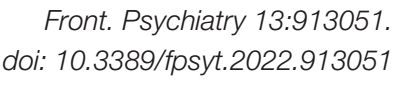 Front. Psychiatry 13:913051.
doi: 10.3389/fpsyt.2022.913051